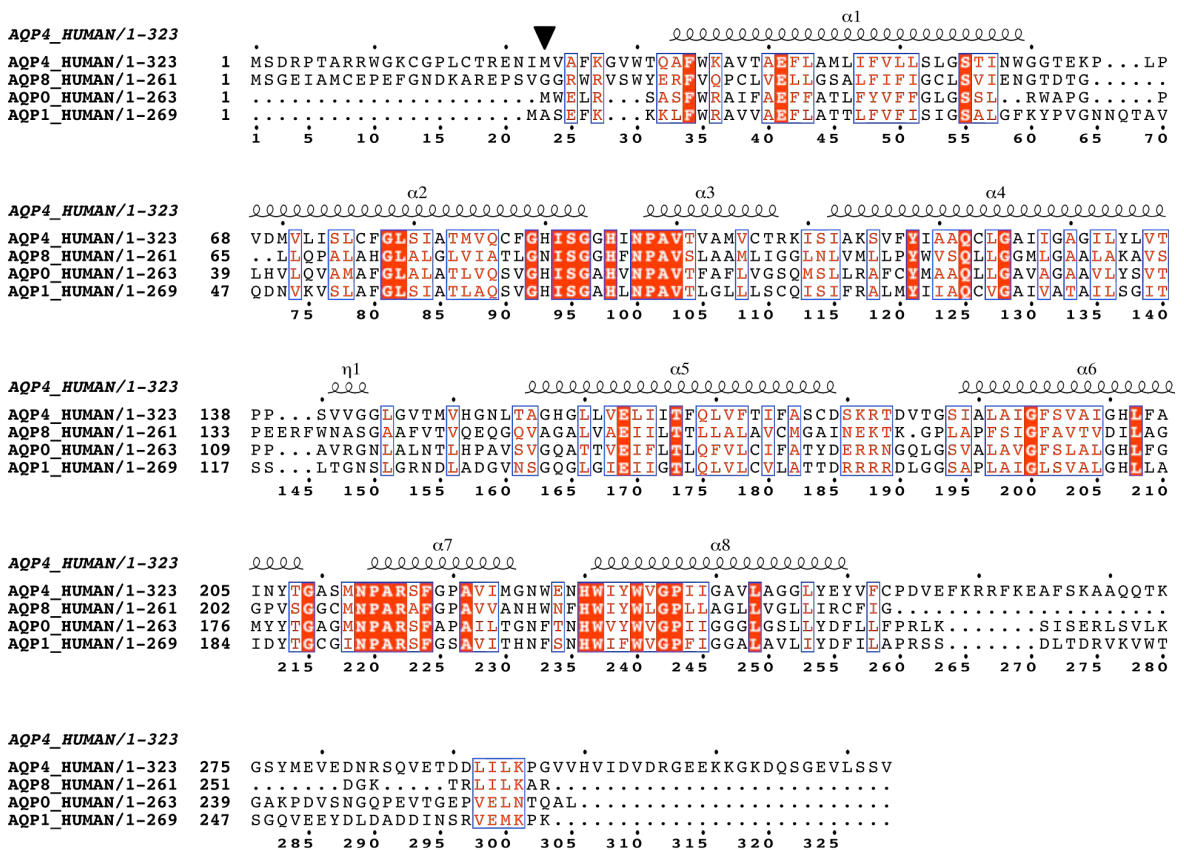 AQP4_HUMAN/1-323 α1
AQP4_HUMAN/1-323 1 MSDRPTARRWGKCGPLCTRENIMVAFKGVWTQAFWKAVTAEFLAMLIFVLLSLGSTINWGGTEKP...LP
AQP8_HUMAN/1-261 1 MSGEIAMCEPEFGNDKAREPSVGGRWRVSWYERFVQPCLVELLGSALFIFIGCLSVIENGTDTG......
AQP0_HUMAN/1-263 1 ......................MWELR...SASFWRAIFAEFFATLFYVFFGLGSSL..RWAPG.....P
AQP1_HUMAN/1-269 1 .....................MASEFK...KKLFWRAVVAEFLATTLFVFISIGSALGFKYPVGNNQTAV
1 5 10 15 20 25 30 35 40 45 50 55 60 65 70
AQP4_HUMAN/1-323 α2 α3 α4
AQP4_HUMAN/1-323 68 VDMVLISLCFGLSIATMVQCFGHISGGHINPAVTVAMVCTRKISIAKSVFYIAAQCLGAIIGAGILYLVT
AQP8_HUMAN/1-261 65 ..LLQPALAHGLALGLVIATLGNISGGHFNPAVSLAAMLIGGLNLVMLLPYWVSQLLGGMLGAALAKAVS
AQP0_HUMAN/1-263 39 LHVLQVAMAFGLALATLVQSVGHISGAHVNPAVTFAFLVGSQMSLLRAFCYMAAQLLGAVAGAAVLYSVT
AQP1_HUMAN/1-269 47 QDNVKVSLAFGLSIATLAQSVGHISGAHLNPAVTLGLLLSCQISIFRALMYIIAQCVGAIVATAILSGIT
75 80 85 90 95 100 105 110 115 120 125 130 135 140
AQP4_HUMAN/1-323 η1 α5 α6
AQP4_HUMAN/1-323 138 PP...SVVGGLGVTMVHGNLTAGHGLLVELIITFQLVFTIFASCDSKRTDVTGSIALAIGFSVAIGHLFA
AQP8_HUMAN/1-261 133 PEERFWNASGAAFVTVQEQGQVAGALVAEIILTTLLALAVCMGAINEKTK.GPLAPFSIGFAVTVDILAG
AQP0_HUMAN/1-263 109 PP...AVRGNLALNTLHPAVSVGQATTVEIFLTLQFVLCIFATYDERRNGQLGSVALAVGFSLALGHLFG
AQP1_HUMAN/1-269 117 SS...LTGNSLGRNDLADGVNSGQGLGIEIIGTLQLVLCVLATTDRRRRDLGGSAPLAIGLSVALGHLLA
145 150 155 160 165 170 175 180 185 190 195 200 205 210
AQP4_HUMAN/1-323 α7 α8
AQP4_HUMAN/1-323 205 INYTGASMNPARSFGPAVIMGNWENHWIYWVGPIIGAVLAGGLYEYVFCPDVEFKRRFKEAFSKAAQQTK
AQP8_HUMAN/1-261 202 GPVSGGCMNPARAFGPAVVANHWNFHWIYWLGPLLAGLLVGLLIRCFIG.....................
AQP0_HUMAN/1-263 176 MYYTGAGMNPARSFAPAILTGNFTNHWVYWVGPIIGGGLGSLLYDFLLFPRLK.......SISERLSVLK
AQP1_HUMAN/1-269 184 IDYTGCGINPARSFGSAVITHNFSNHWIFWVGPFIGGALAVLIYDFILAPRSS.......DLTDRVKVWT
215 220 225 230 235 240 245 250 255 260 265 270 275 280
AQP4_HUMAN/1-323
AQP4_HUMAN/1-323 275 GSYMEVEDNRSQVETDDLILKPGVVHVIDVDRGEEKKGKDQSGEVLSSV
AQP8_HUMAN/1-261 251 .......DGK....TRLILKAR...........................
AQP0_HUMAN/1-263 239 GAKPDVSNGQPEVTGEPVELNTQAL........................
AQP1_HUMAN/1-269 247 SGQVEEYDLDADDINSRVEMKPK..........................
285 290 295 300 305 310 315 320 325